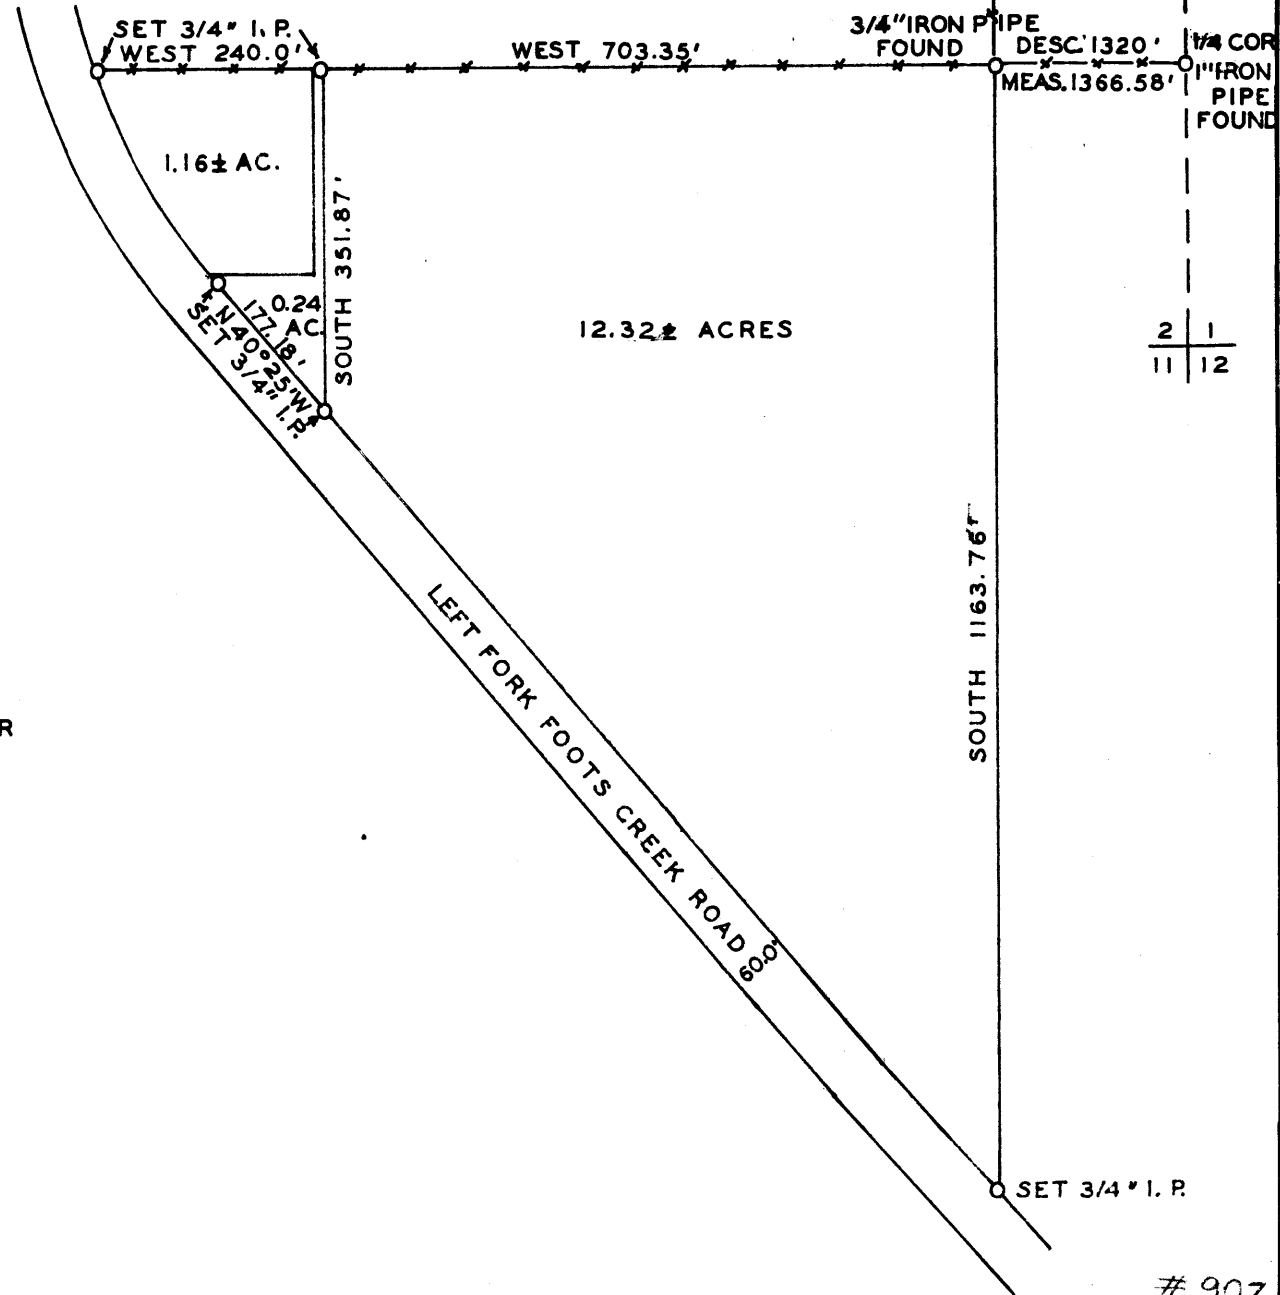 SET 3/4" I. P.
WEST 240.0'
WEST 703.35'
3/4" IRON PIPE
FOUND
DESC. 1320'
MEAS. 1366.58'
1/4 COR
1" IRON
PIPE
FOUND
1.16± AC.
SOUTH 351.87'
0.24
AC.
177.18'
N 40°25'W
SET 3/4" I. P.
12.32± ACRES
2 1
11 12
SOUTH 1163.76'
LEFT FORK FOOTS CREEK ROAD
60.0'
R
SET 3/4" I. P.
# 907